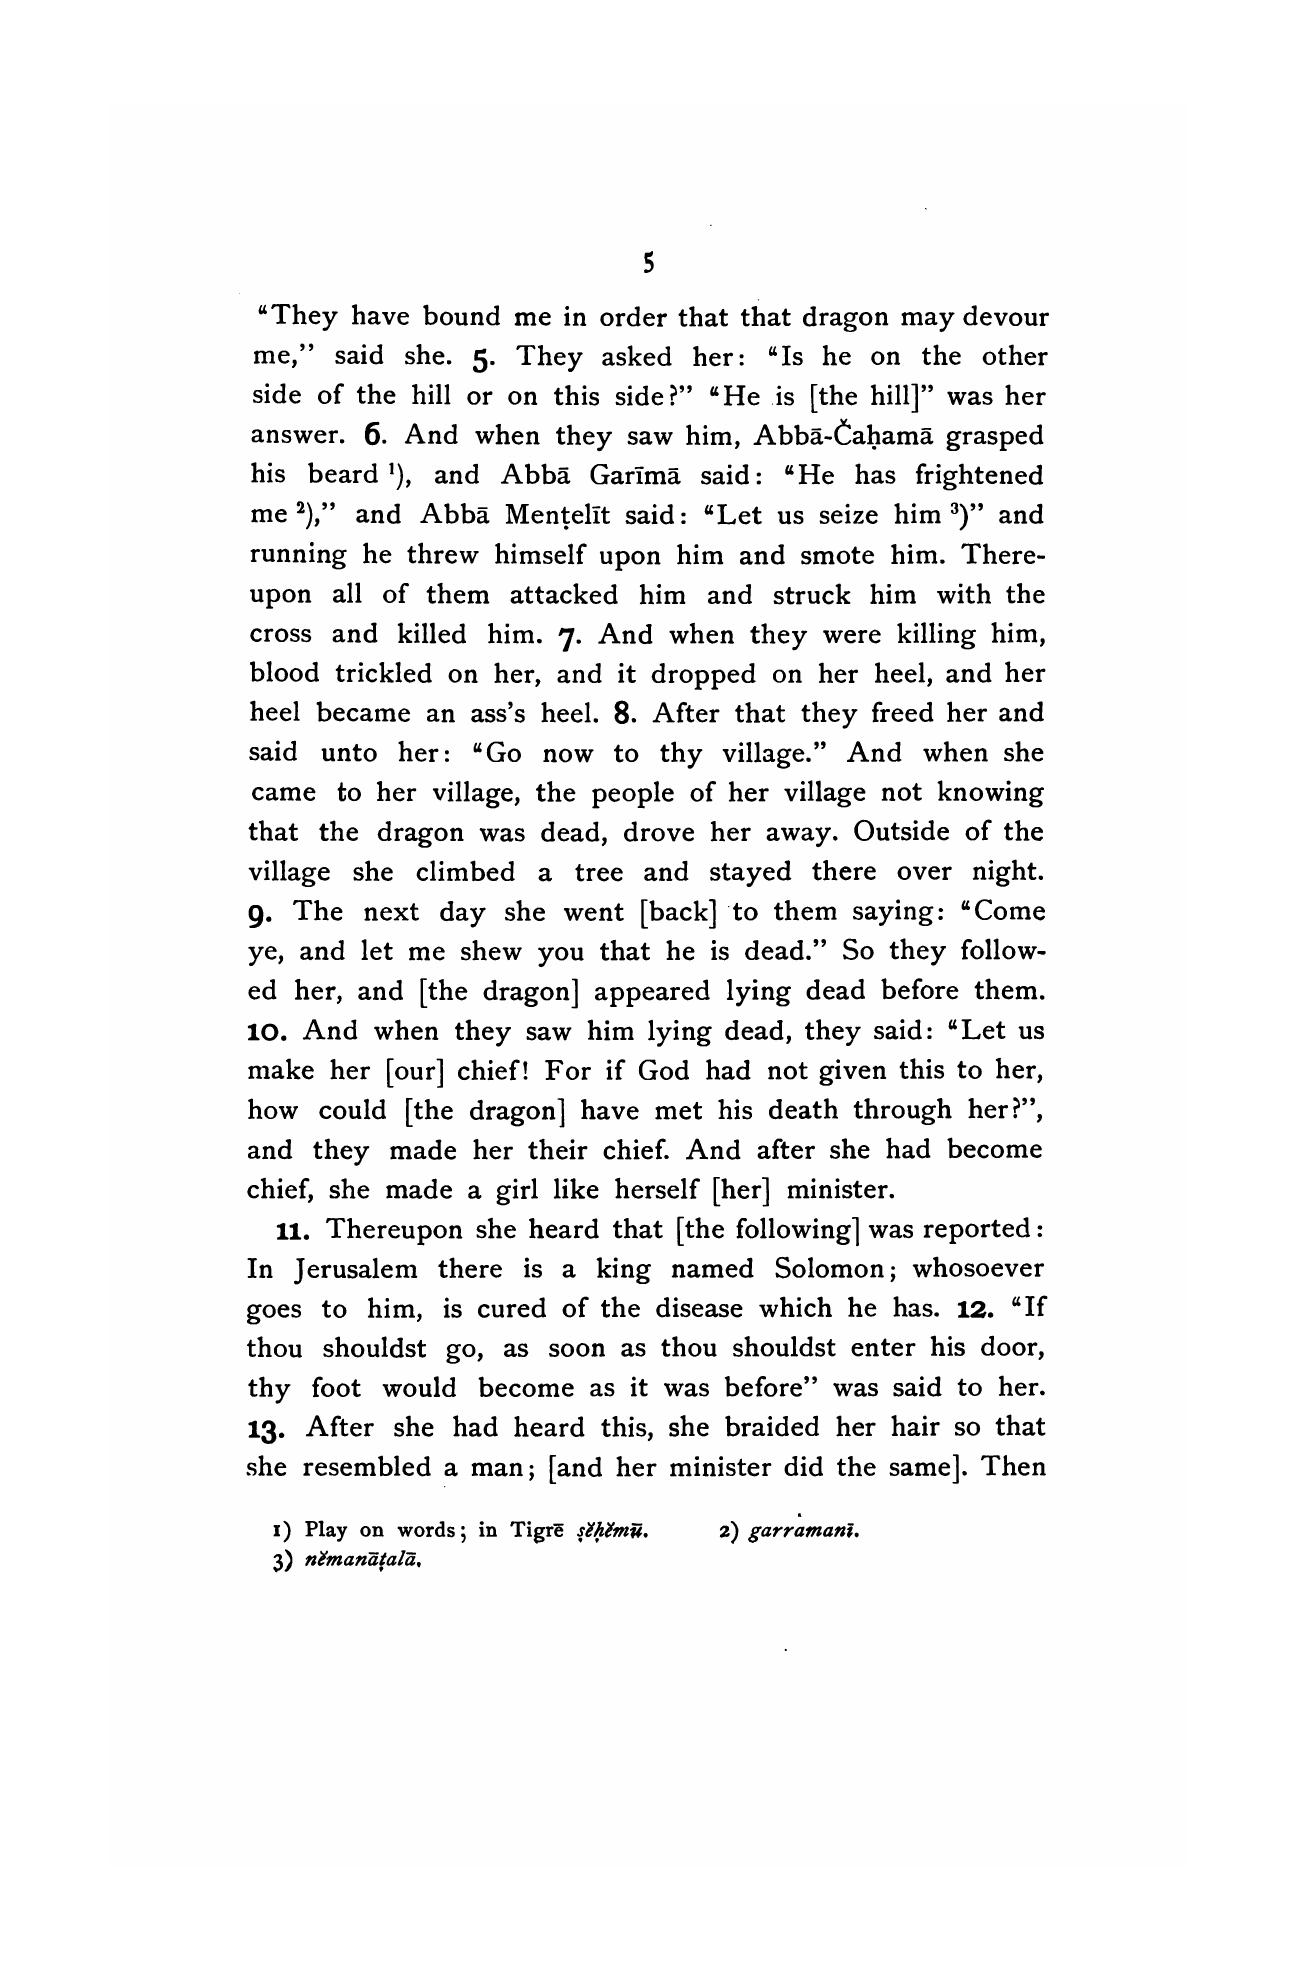 5
“They have bound me in order that that dragon may devour
me,” said she. 5. They asked her: “Is he on the other
side of the hill or on this side?” “He is [the hill]” was her
answer. 6. And when they saw him, Abbā-Čaḥamā grasped
his beard ¹), and Abbā Garīmā said: “He has frightened
me ²),” and Abbā Menṭelīt said: “Let us seize him ³)” and
running he threw himself upon him and smote him. There-
upon all of them attacked him and struck him with the
cross and killed him. 7. And when they were killing him,
blood trickled on her, and it dropped on her heel, and her
heel became an ass’s heel. 8. After that they freed her and
said unto her: “Go now to thy village.” And when she
came to her village, the people of her village not knowing
that the dragon was dead, drove her away. Outside of the
village she climbed a tree and stayed there over night.
9. The next day she went [back] to them saying: “Come
ye, and let me shew you that he is dead.” So they follow-
ed her, and [the dragon] appeared lying dead before them.
10. And when they saw him lying dead, they said: “Let us
make her [our] chief! For if God had not given this to her,
how could [the dragon] have met his death through her?”,
and they made her their chief. And after she had become
chief, she made a girl like herself [her] minister.
11. Thereupon she heard that [the following] was reported:
In Jerusalem there is a king named Solomon; whosoever
goes to him, is cured of the disease which he has. 12. “If
thou shouldst go, as soon as thou shouldst enter his door,
thy foot would become as it was before” was said to her.
13. After she had heard this, she braided her hair so that
she resembled a man; [and her minister did the same]. Then
1) Play on words; in Tigrē ṣĕḥĕmū. 2) garrāmanī.
3) nĕmanāṭalā.